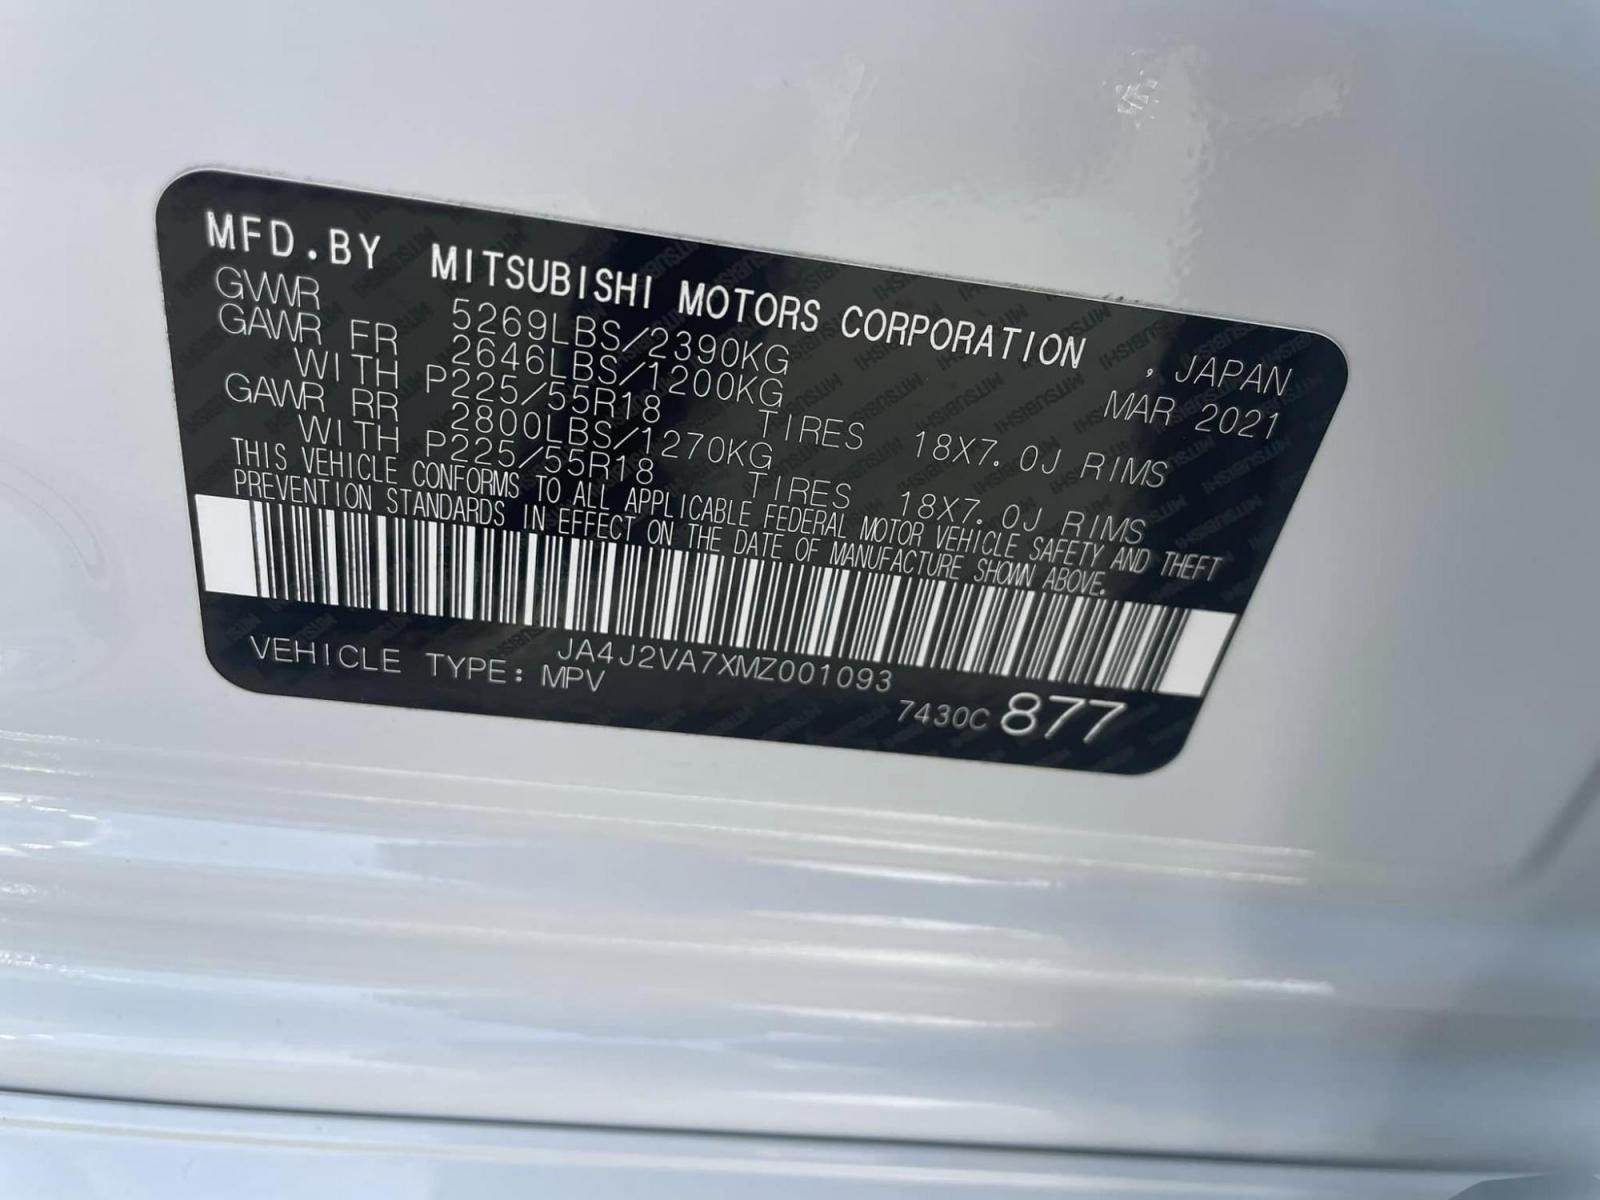 MFD.BY MITSUBISHI MOTORS CORPORATION , JAPAN
GVWR 5269LBS/2390KG MAR 2021
GAWR FR 2646LBS/1200KG
WITH P225/55R18 TIRES 18X7.0J RIMS
GAWR RR 2800LBS/1270KG
WITH P225/55R18 TIRES 18X7.0J RIMS
THIS VEHICLE CONFORMS TO ALL APPLICABLE FEDERAL MOTOR VEHICLE SAFETY AND THEFT
PREVENTION STANDARDS IN EFFECT ON THE DATE OF MANUFACTURE SHOWN ABOVE.
JA4J2VA7XMZ001093
VEHICLE TYPE: MPV 7430C 877